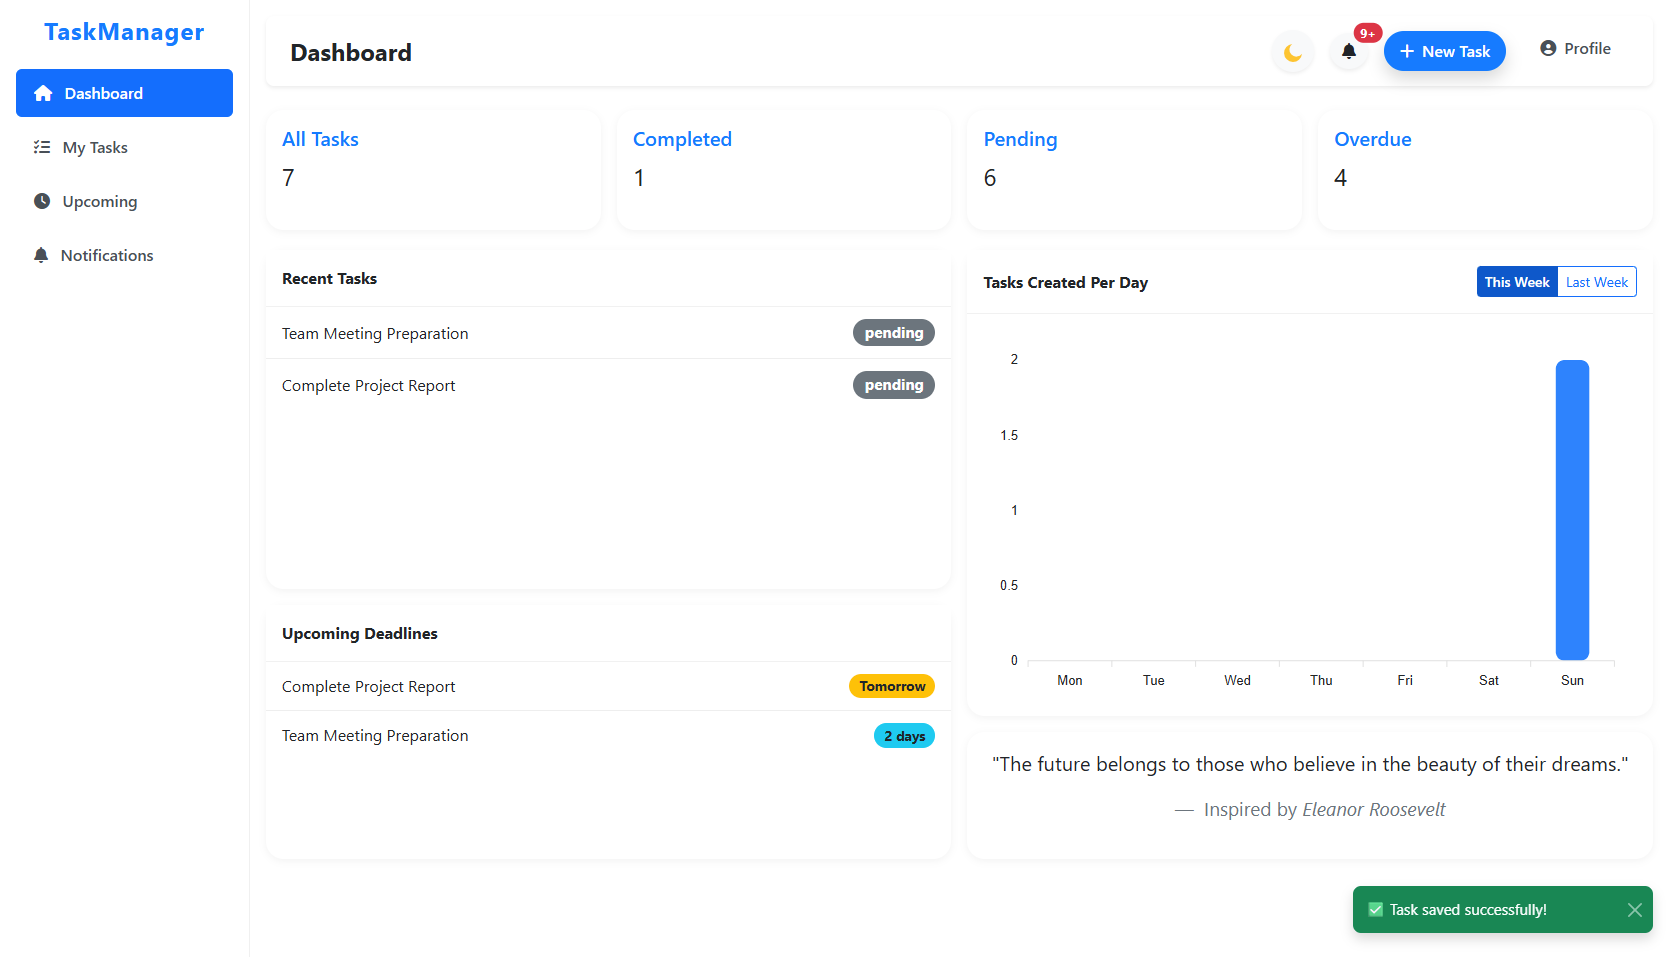 TaskManager
Dashboard
My Tasks
Upcoming
Notifications
Dashboard
9+
New Task
Profile
All Tasks
7
Completed
1
Pending
6
Overdue
4
Recent Tasks
Team Meeting Preparation pending
Complete Project Report pending
Upcoming Deadlines
Complete Project Report Tomorrow
Team Meeting Preparation 2 days
Tasks Created Per Day
This Week Last Week
2
1.5
1
0.5
0
Mon Tue Wed Thu Fri Sat Sun
"The future belongs to those who believe in the beauty of their dreams."
— Inspired by Eleanor Roosevelt
✅ Task saved successfully!